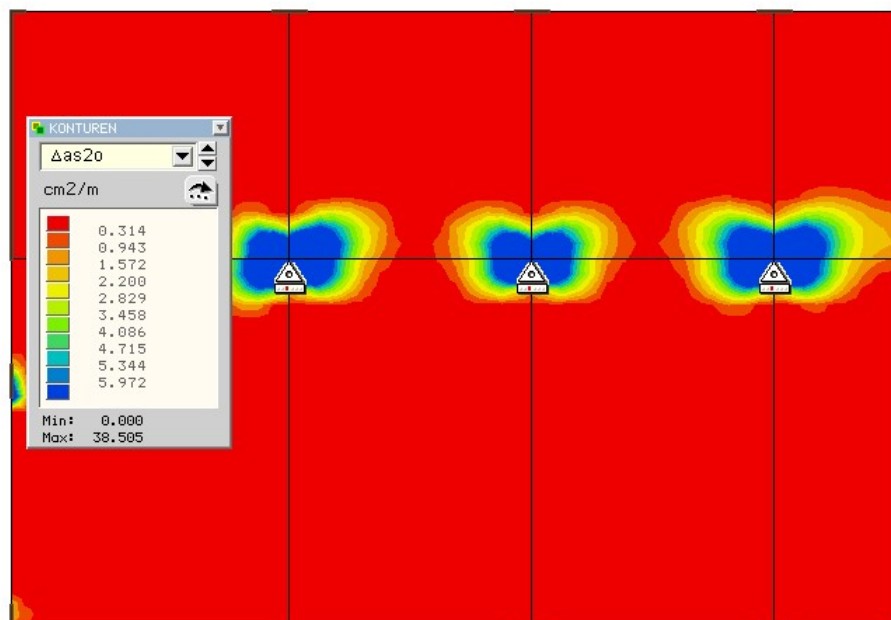 KONTUREN
Δas2o
cm2/m
0.314
0.943
1.572
2.200
2.829
3.458
4.086
4.715
5.344
5.972
Min: 0.000
Max: 38.505